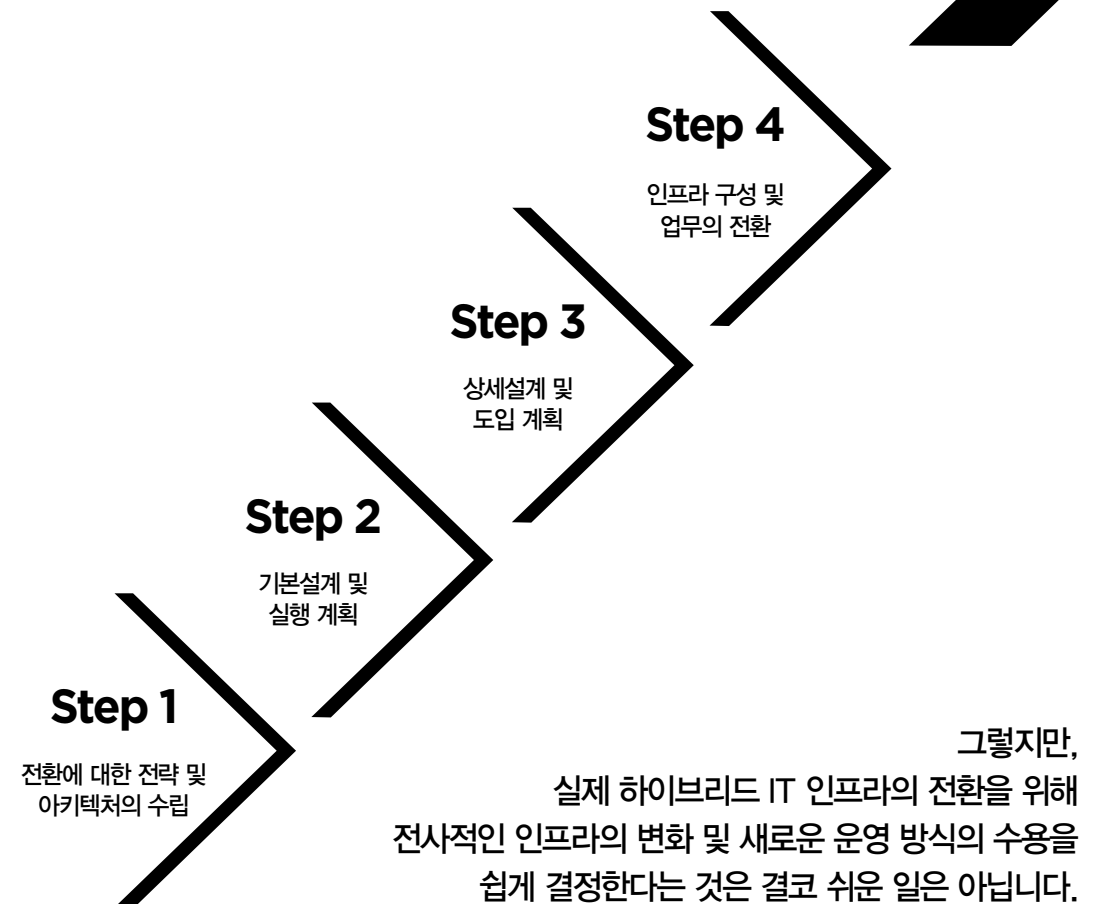 Step 1
전환에 대한 전략 및
아키텍처의 수립
Step 2
기본설계 및
실행 계획
Step 3
상세설계 및
도입 계획
Step 4
인프라 구성 및
업무의 전환
그렇지만,
실제 하이브리드 IT 인프라의 전환을 위해
전사적인 인프라의 변화 및 새로운 운영 방식의 수용을
쉽게 결정한다는 것은 결코 쉬운 일은 아닙니다.